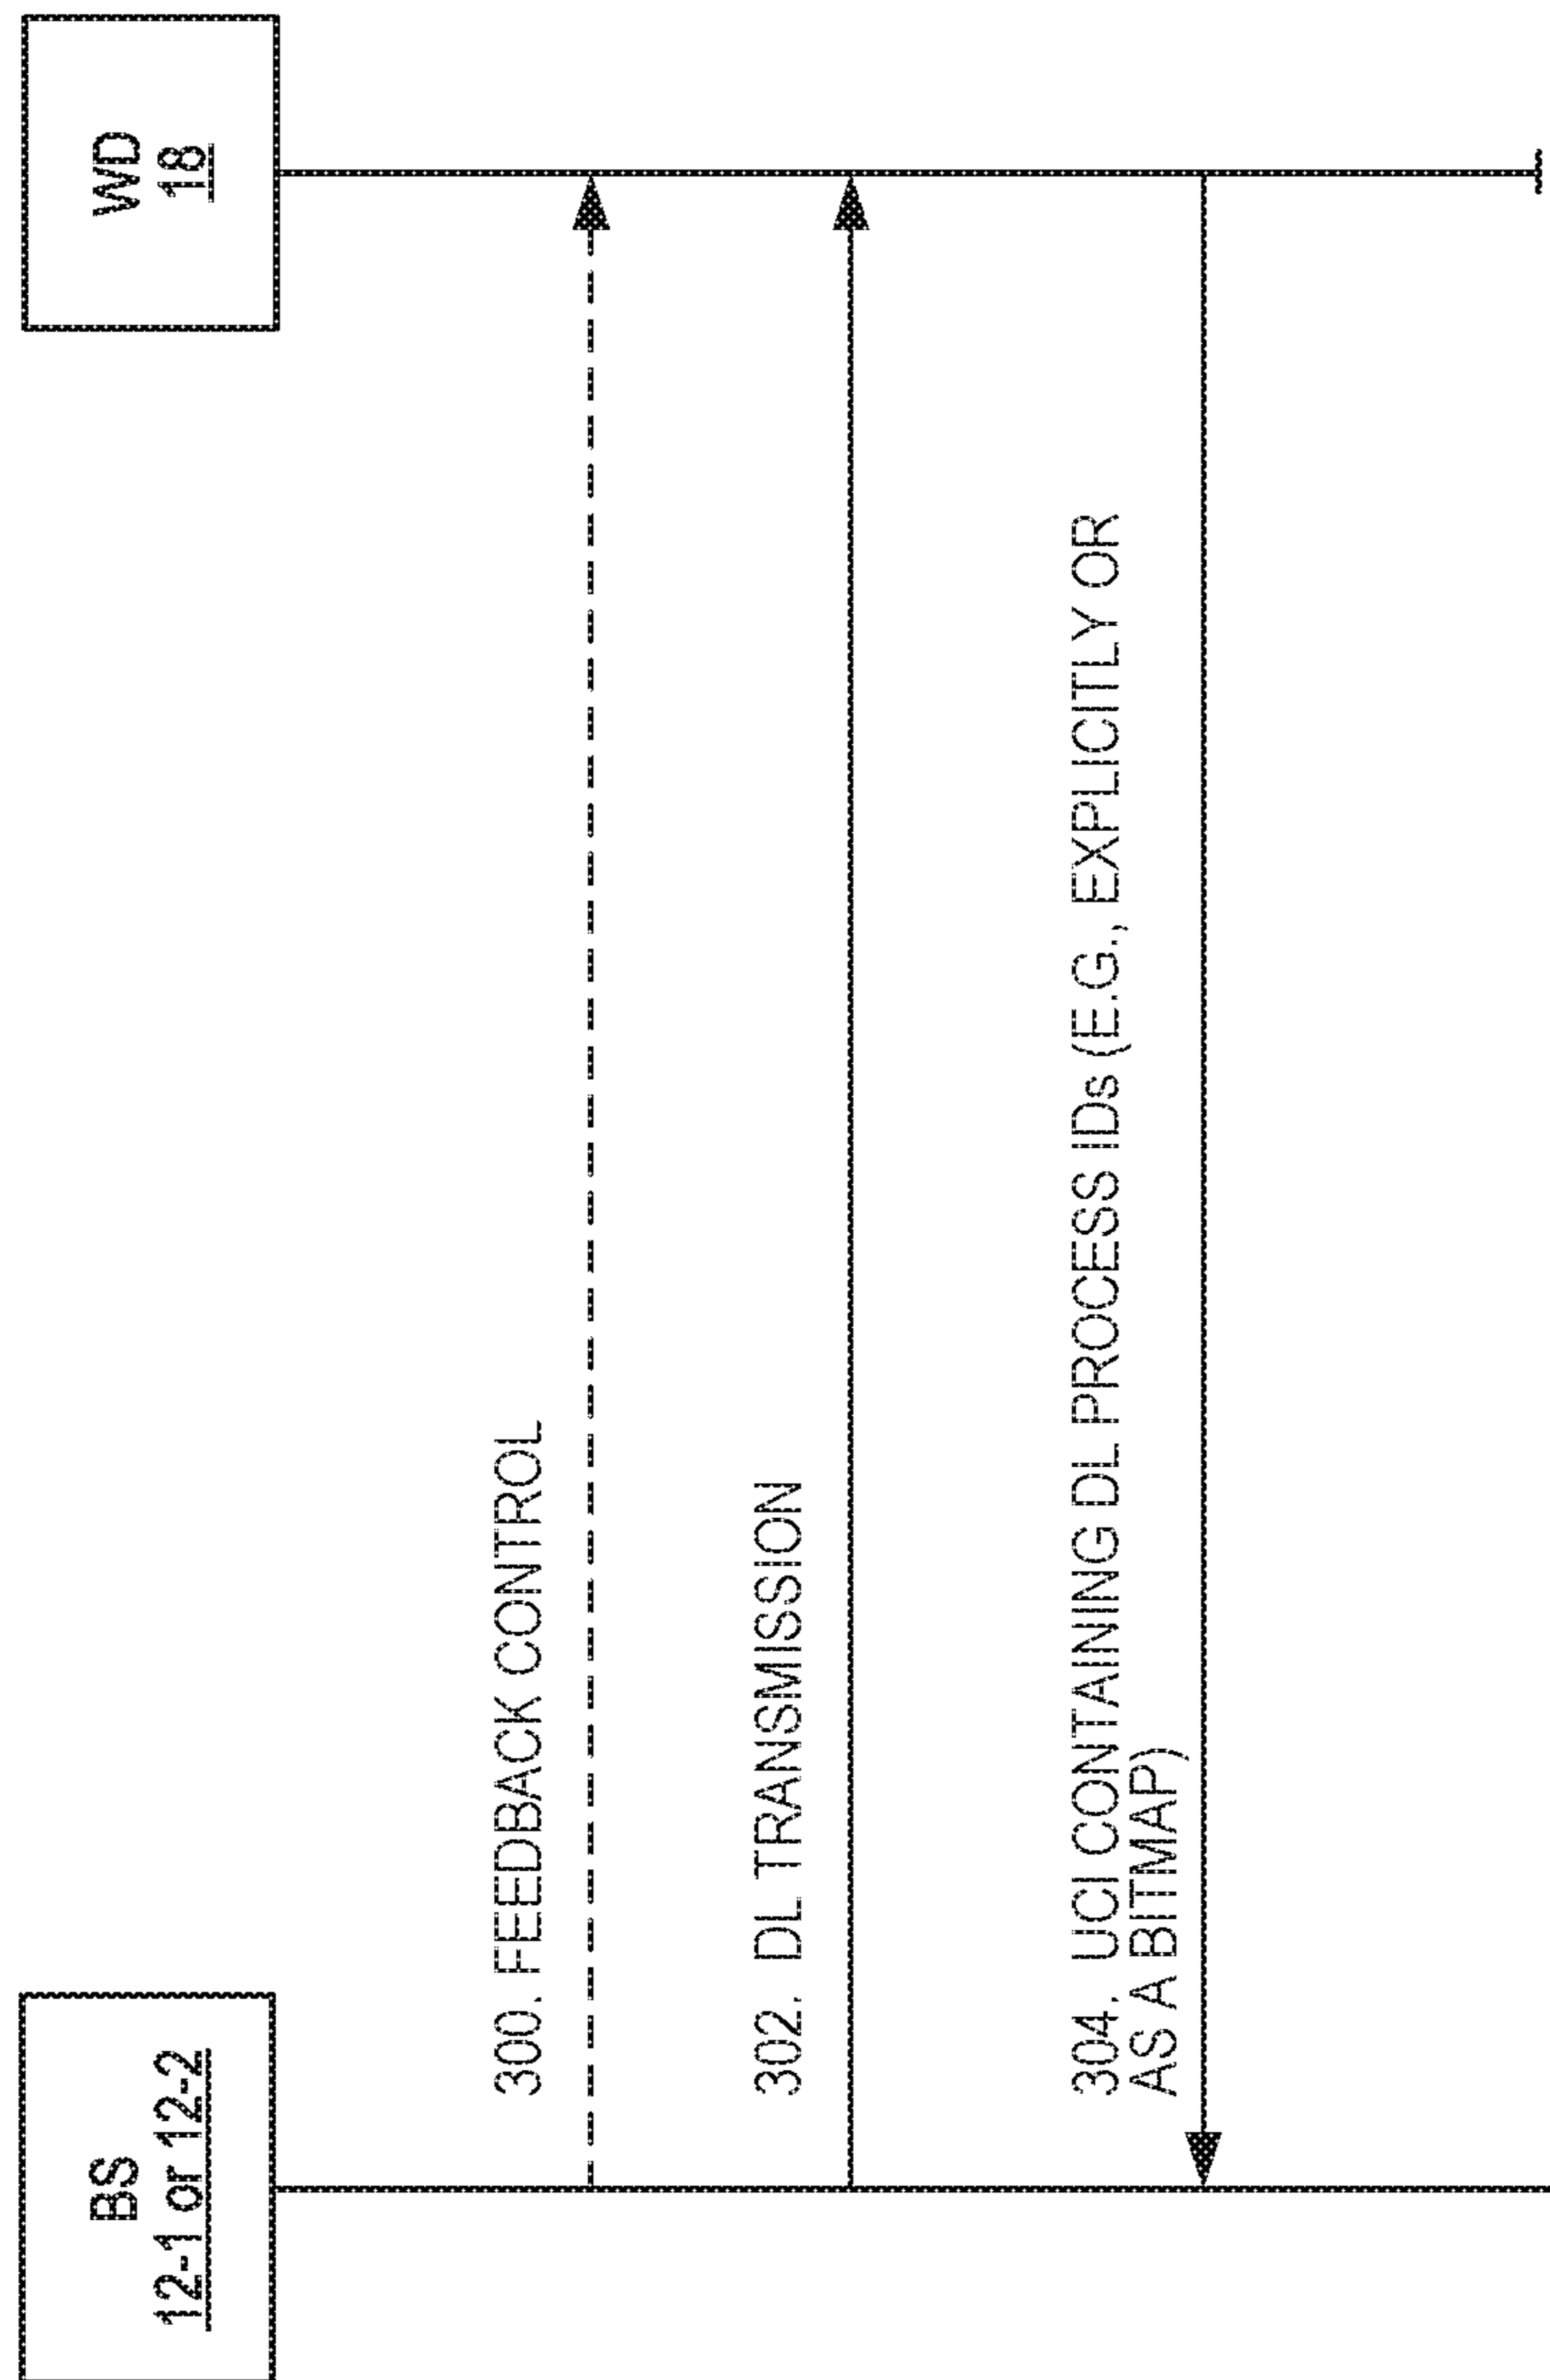 BS
12-1 or 12-2
WD
18
300. FEEDBACK CONTROL
302. DL TRANSMISSION
304. UCI CONTAINING DL PROCESS IDs (E.G., EXPLICITLY OR
AS A BITMAP)